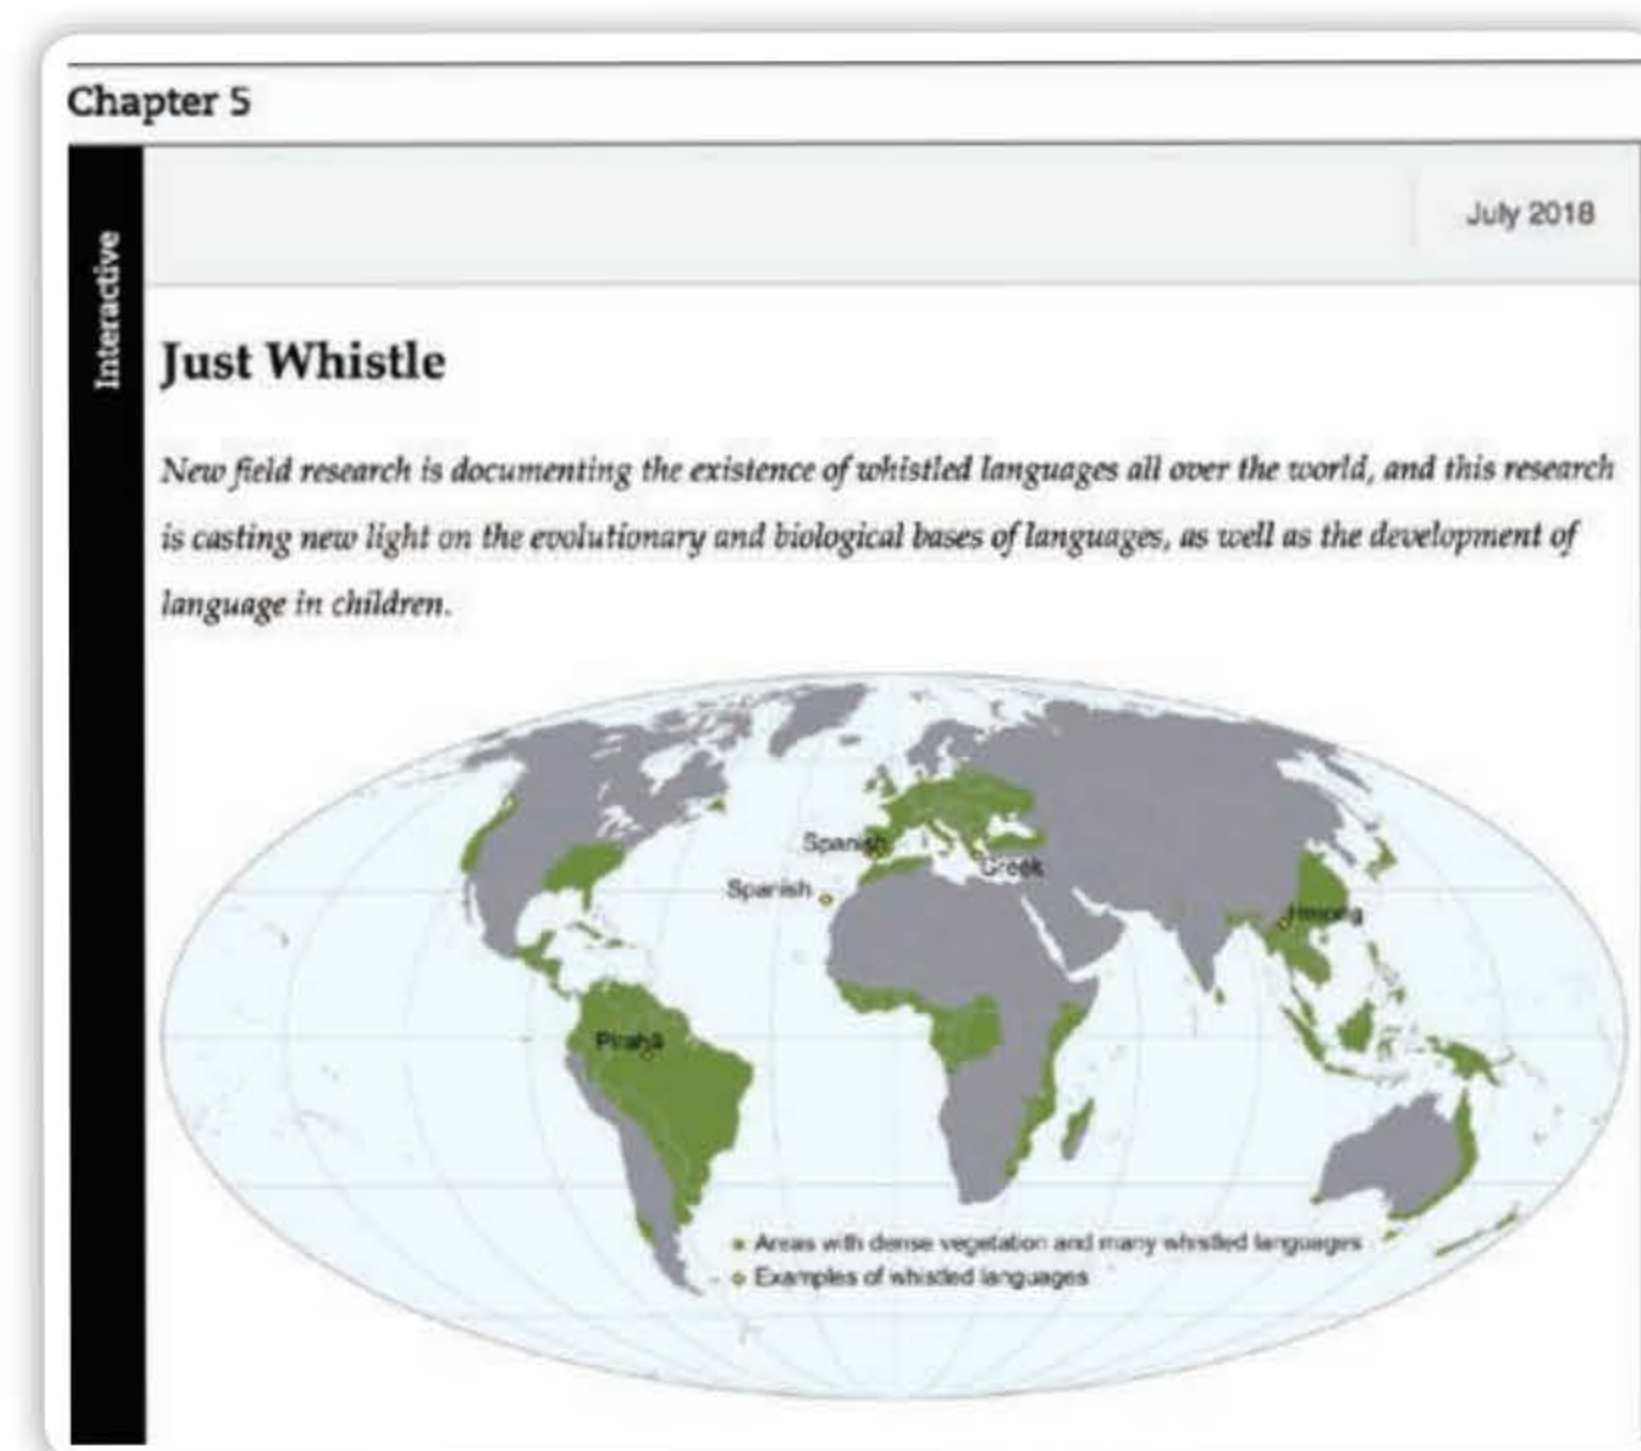 Chapter 5
Interactive
July 2018
Just Whistle
New field research is documenting the existence of whistled languages all over the world, and this research
is casting new light on the evolutionary and biological bases of languages, as well as the development of
language in children.
Spanish
Greek
Spanish
Hmong
Pirahã
Areas with dense vegetation and many whistled languages
Examples of whistled languages